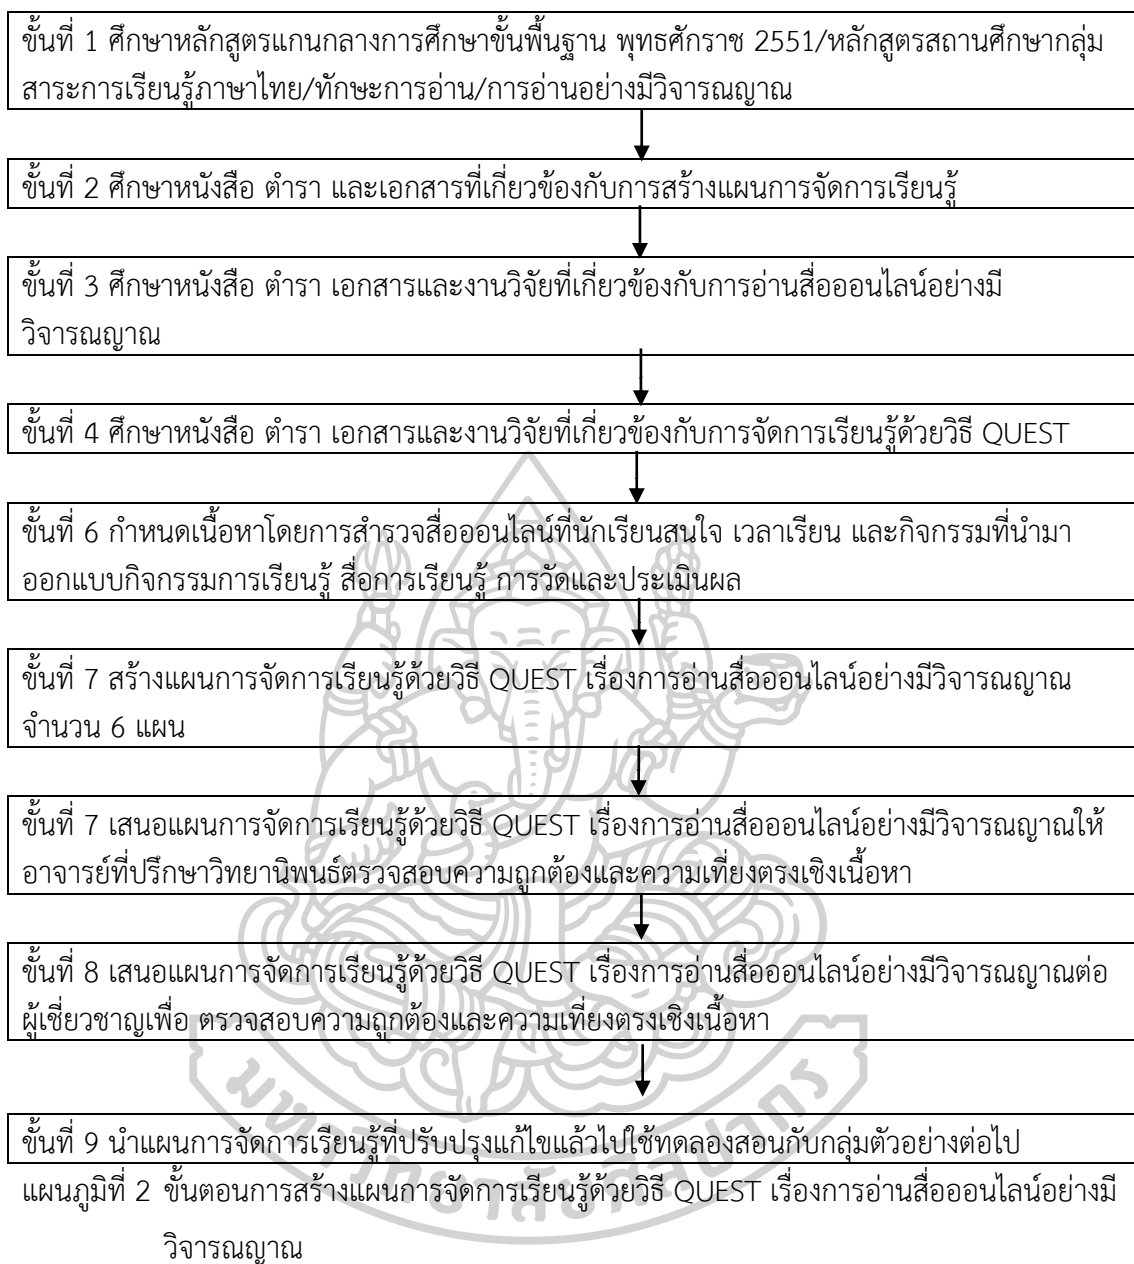 ขั้นที่ 1 ศึกษาหลักสูตรแกนกลางการศึกษาขั้นพื้นฐาน พุทธศักราช 2551/หลักสูตรสถานศึกษากลุ่ม
สาระการเรียนรู้ภาษาไทย/ทักษะการอ่าน/การอ่านอย่างมีวิจารณญาณ
ขั้นที่ 2 ศึกษาหนังสือ ตำรา และเอกสารที่เกี่ยวข้องกับการสร้างแผนการจัดการเรียนรู้
ขั้นที่ 3 ศึกษาหนังสือ ตำรา เอกสารและงานวิจัยที่เกี่ยวข้องกับการอ่านสื่อออนไลน์อย่างมี
วิจารณญาณ
ขั้นที่ 4 ศึกษาหนังสือ ตำรา เอกสารและงานวิจัยที่เกี่ยวข้องกับการจัดการเรียนรู้ด้วยวิธี QUEST
ขั้นที่ 6 กำหนดเนื้อหาโดยการสำรวจสื่อออนไลน์ที่นักเรียนสนใจ เวลาเรียน และกิจกรรมที่นำมา
ออกแบบกิจกรรมการเรียนรู้ สื่อการเรียนรู้ การวัดและประเมินผล
ขั้นที่ 7 สร้างแผนการจัดการเรียนรู้ด้วยวิธี QUEST เรื่องการอ่านสื่อออนไลน์อย่างมีวิจารณญาณ
จำนวน 6 แผน
ขั้นที่ 7 เสนอแผนการจัดการเรียนรู้ด้วยวิธี QUEST เรื่องการอ่านสื่อออนไลน์อย่างมีวิจารณญาณให้
อาจารย์ที่ปรึกษาวิทยานิพนธ์ตรวจสอบความถูกต้องและความเที่ยงตรงเชิงเนื้อหา
ขั้นที่ 8 เสนอแผนการจัดการเรียนรู้ด้วยวิธี QUEST เรื่องการอ่านสื่อออนไลน์อย่างมีวิจารณญาณต่อ
ผู้เชี่ยวชาญเพื่อ ตรวจสอบความถูกต้องและความเที่ยงตรงเชิงเนื้อหา
ขั้นที่ 9 นำแผนการจัดการเรียนรู้ที่ปรับปรุงแก้ไขแล้วไปใช้ทดลองสอนกับกลุ่มตัวอย่างต่อไป
มหาวิทยาลัยศิลปากร
แผนภูมิที่ 2 ขั้นตอนการสร้างแผนการจัดการเรียนรู้ด้วยวิธี QUEST เรื่องการอ่านสื่อออนไลน์อย่างมี
วิจารณญาณ